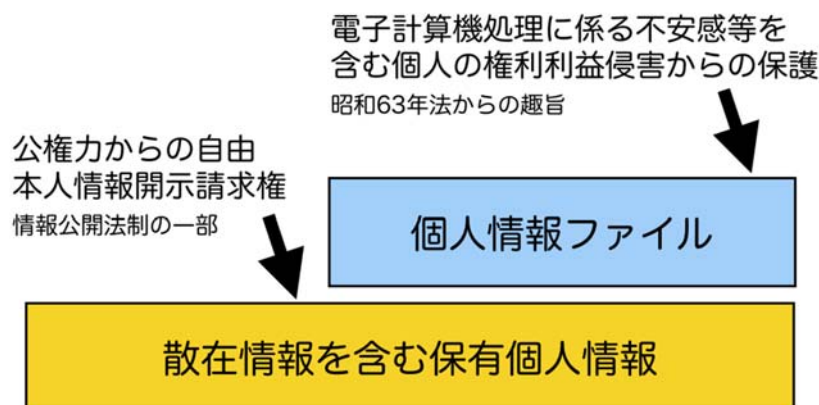 電子計算機処理に係る不安感等を
含む個人の権利利益侵害からの保護
昭和63年法からの趣旨
公権力からの自由
本人情報開示請求権
情報公開法制の一部
個人情報ファイル
散在情報を含む保有個人情報